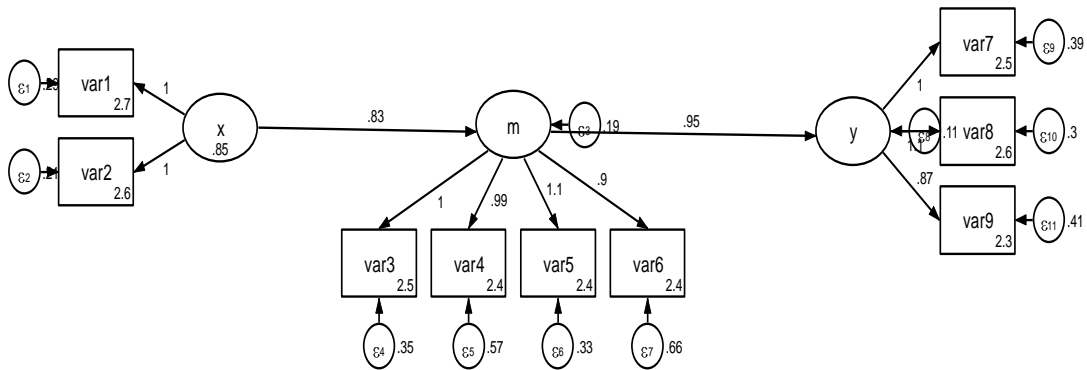 var7
2.5
ε9
.39
ε1
var1
2.7
1
1
x
.85
.83
m
ε3
.19
.95
y
.11
var8
2.6
ε10
.3
ε2
var2
2.6
1
1
.99
1.1
.9
.87
var9
2.3
ε11
.41
var3
2.5
var4
2.4
var5
2.4
var6
2.4
ε4
.35
ε5
.57
ε6
.33
ε7
.66